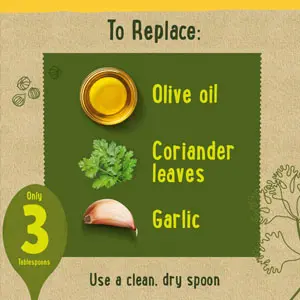 To Replace:
Olive oil
Coriander
leaves
Garlic
Only
3
Tablespoons
Use a clean, dry spoon